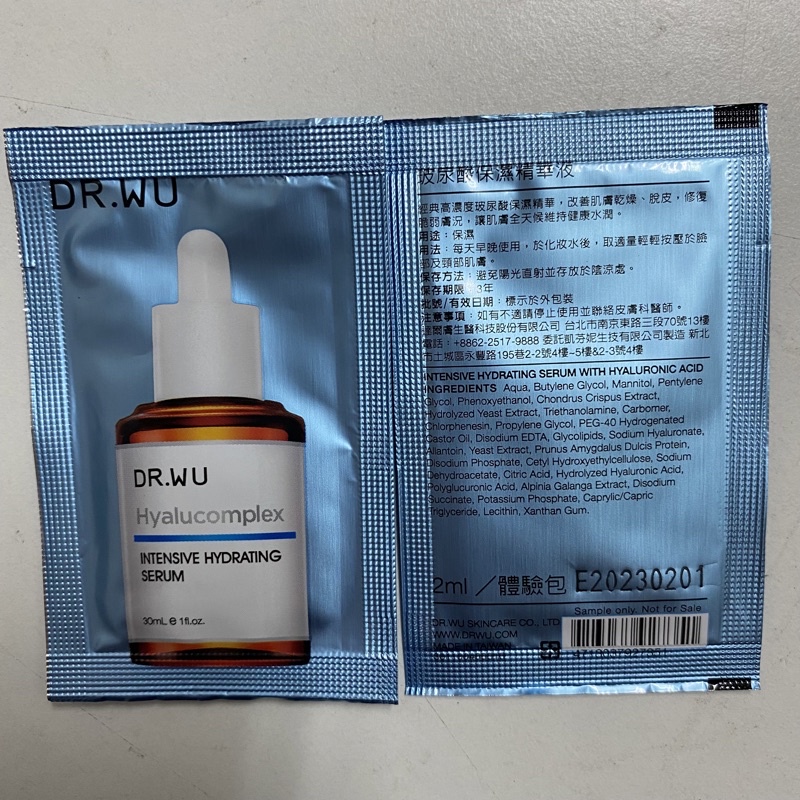 DR.WU
DR.WU
Hyalucomplex
INTENSIVE HYDRATING
SERUM
30mL e 1fl.oz.
玻尿酸保濕精華液
經典高濃度玻尿酸保濕精華，改善肌膚乾燥、脫皮，修復
脆弱膚況，讓肌膚全天候維持健康水潤。
用途：保濕
用法：每天早晚使用，於化妝水後，取適量輕輕按壓於臉
部及頸部肌膚。
保存方法：避免陽光直射並存放於陰涼處。
保存期限：3年
批號/有效日期：標示於外包裝
注意事項：如有不適請停止使用並聯絡皮膚科醫師。
達爾膚生醫科技股份有限公司 台北市南京東路三段70號13樓
電話：+8862-2517-9888 委託凱芬妮生技有限公司製造 新北
市土城區永豐路195巷2-2號4樓~5樓&2-3號4樓
INTENSIVE HYDRATING SERUM WITH HYALURONIC ACID
INGREDIENTS Aqua, Butylene Glycol, Mannitol, Pentylene
Glycol, Phenoxyethanol, Chondrus Crispus Extract,
Hydrolyzed Yeast Extract, Triethanolamine, Carbomer,
Chlorphenesin, Propylene Glycol, PEG-40 Hydrogenated
Castor Oil, Disodium EDTA, Glycolipids, Sodium Hyaluronate,
Allantoin, Yeast Extract, Prunus Amygdalus Dulcis Protein,
Disodium Phosphate, Cetyl Hydroxyethylcellulose, Sodium
Dehydroacetate, Citric Acid, Hydrolyzed Hyaluronic Acid,
Polyglucuronic Acid, Alpinia Galanga Extract, Disodium
Succinate, Potassium Phosphate, Caprylic/Capric
Triglyceride, Lecithin, Xanthan Gum.
2ml ／體驗包 E20230201
Sample only. Not for Sale
DR.WU SKINCARE CO., LTD
WWW.DRWU.COM
MADE IN TAIWAN